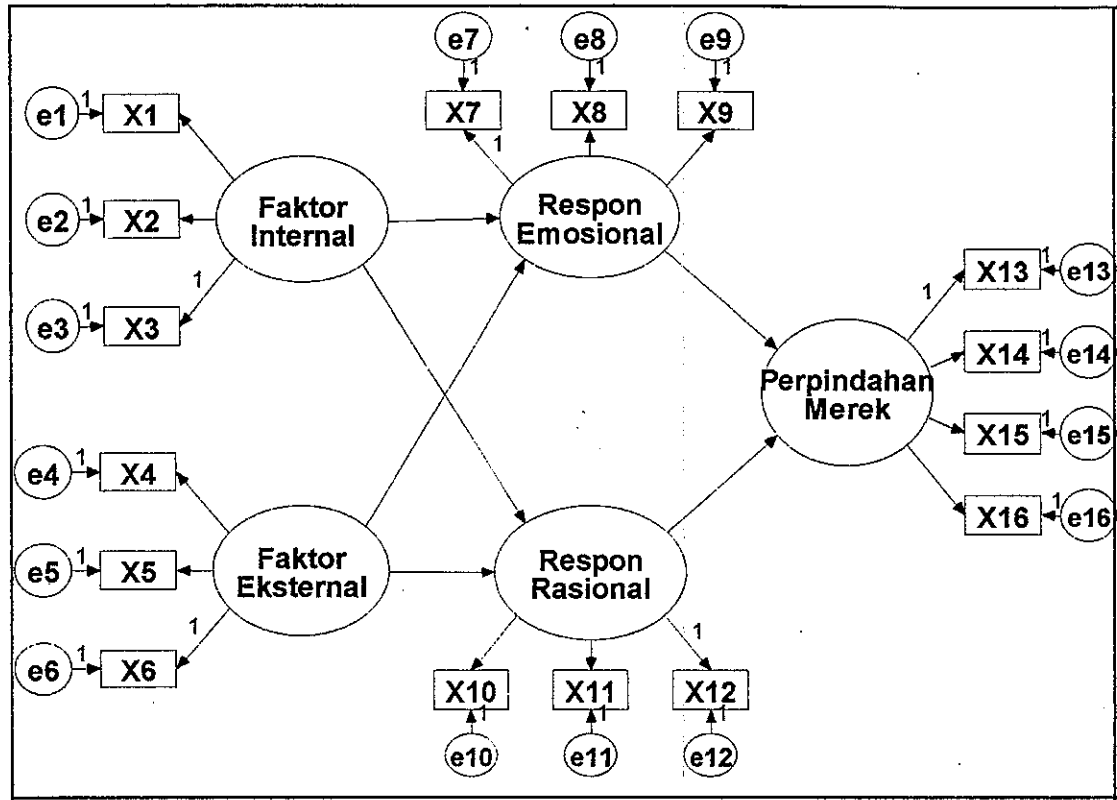 e7
e8
e9
1
1
1
X7
X8
X9
1
e1
1
X1
e2
1
X2
e3
1
X3
1
Faktor
Internal
Respon
Emosional
X13
1
e13
1
X14
1
e14
X15
1
e15
X16
1
e16
Perpindahan
Merek
e4
1
X4
e5
1
X5
e6
1
X6
1
Faktor
Eksternal
Respon
Rasional
1
X10
X11
X12
1
1
1
e10
e11
e12